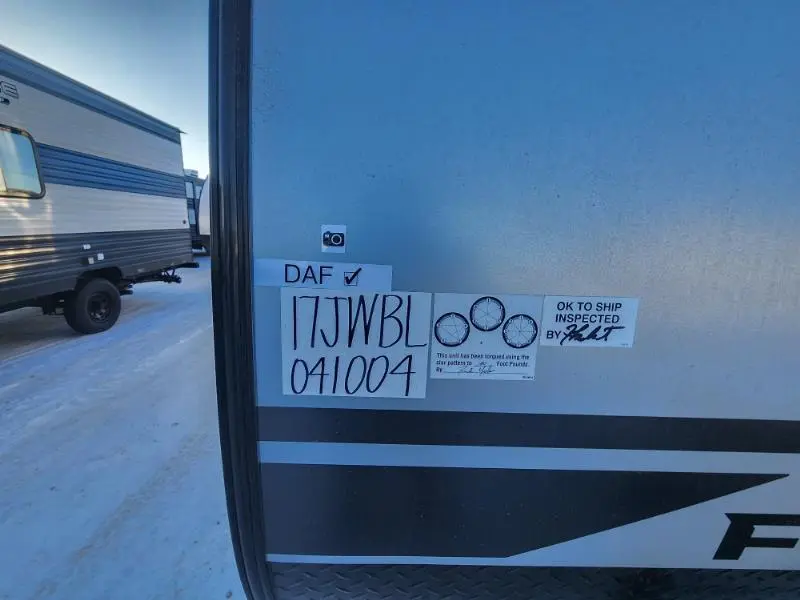 DAF ☑
17JWBL
041004
This unit has been torqued using the
star pattern to Foot Pounds.
By
OK TO SHIP
INSPECTED
BY
F